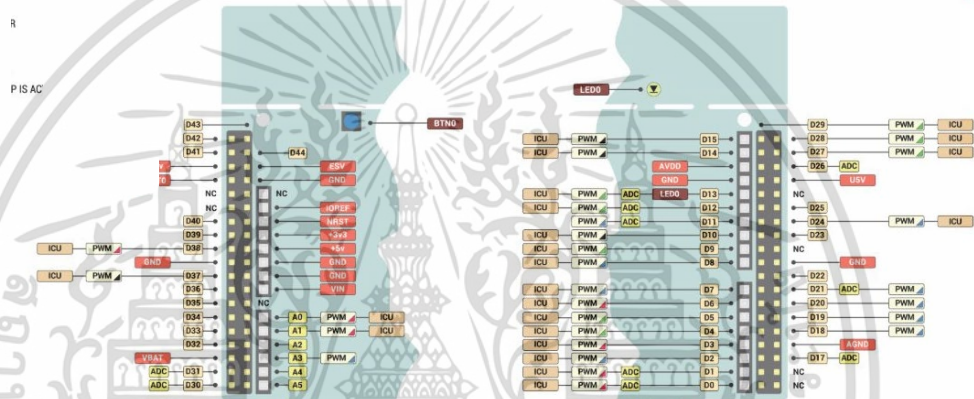 R
P IS AC
LED0
BTN0
D43
D42
D41
D44
E5V
GND
NC NC
NC IOREF
D40 NRST
D39 +3v3
ICU PWM D38 +5v
GND GND
ICU PWM D37 GND
D36 VIN
D35 NC
D34 A0 PWM ICU
D33 A1 PWM ICU
D32 A2
VBAT A3 PWM
ADC D31 A4
ADC D30 A5
ICU PWM D15
ICU PWM D14
AVDD
GND
ICU PWM ADC LED0 D13
ICU PWM ADC D12
ICU PWM ADC D11
ICU PWM D10
ICU PWM D9
ICU PWM D8
ICU PWM D7
ICU PWM D6
ICU PWM D5
ICU PWM D4
ICU PWM D3
ICU PWM D2
ICU PWM ADC D1
ICU PWM ADC D0
D29 PWM ICU
D28 PWM ICU
D27 PWM ICU
D26 ADC
U5V
NC
D25
D24 PWM ICU
D23
NC
GND
D22
D21 ADC PWM
D20 PWM
D19 PWM
D18 PWM
AGND
D17 ADC
NC
NC